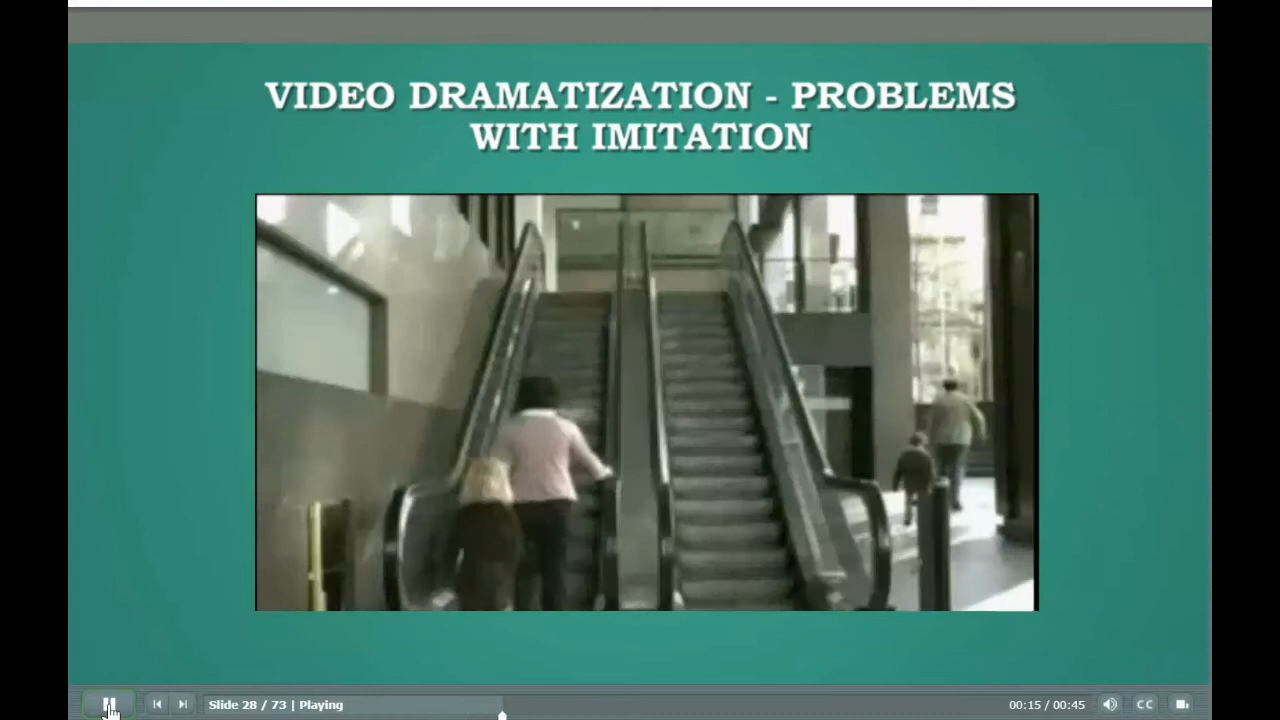 VIDEO DRAMATIZATION - PROBLEMS
WITH IMITATION
Slide 28 / 73 | Playing
00:15 / 00:45
CC